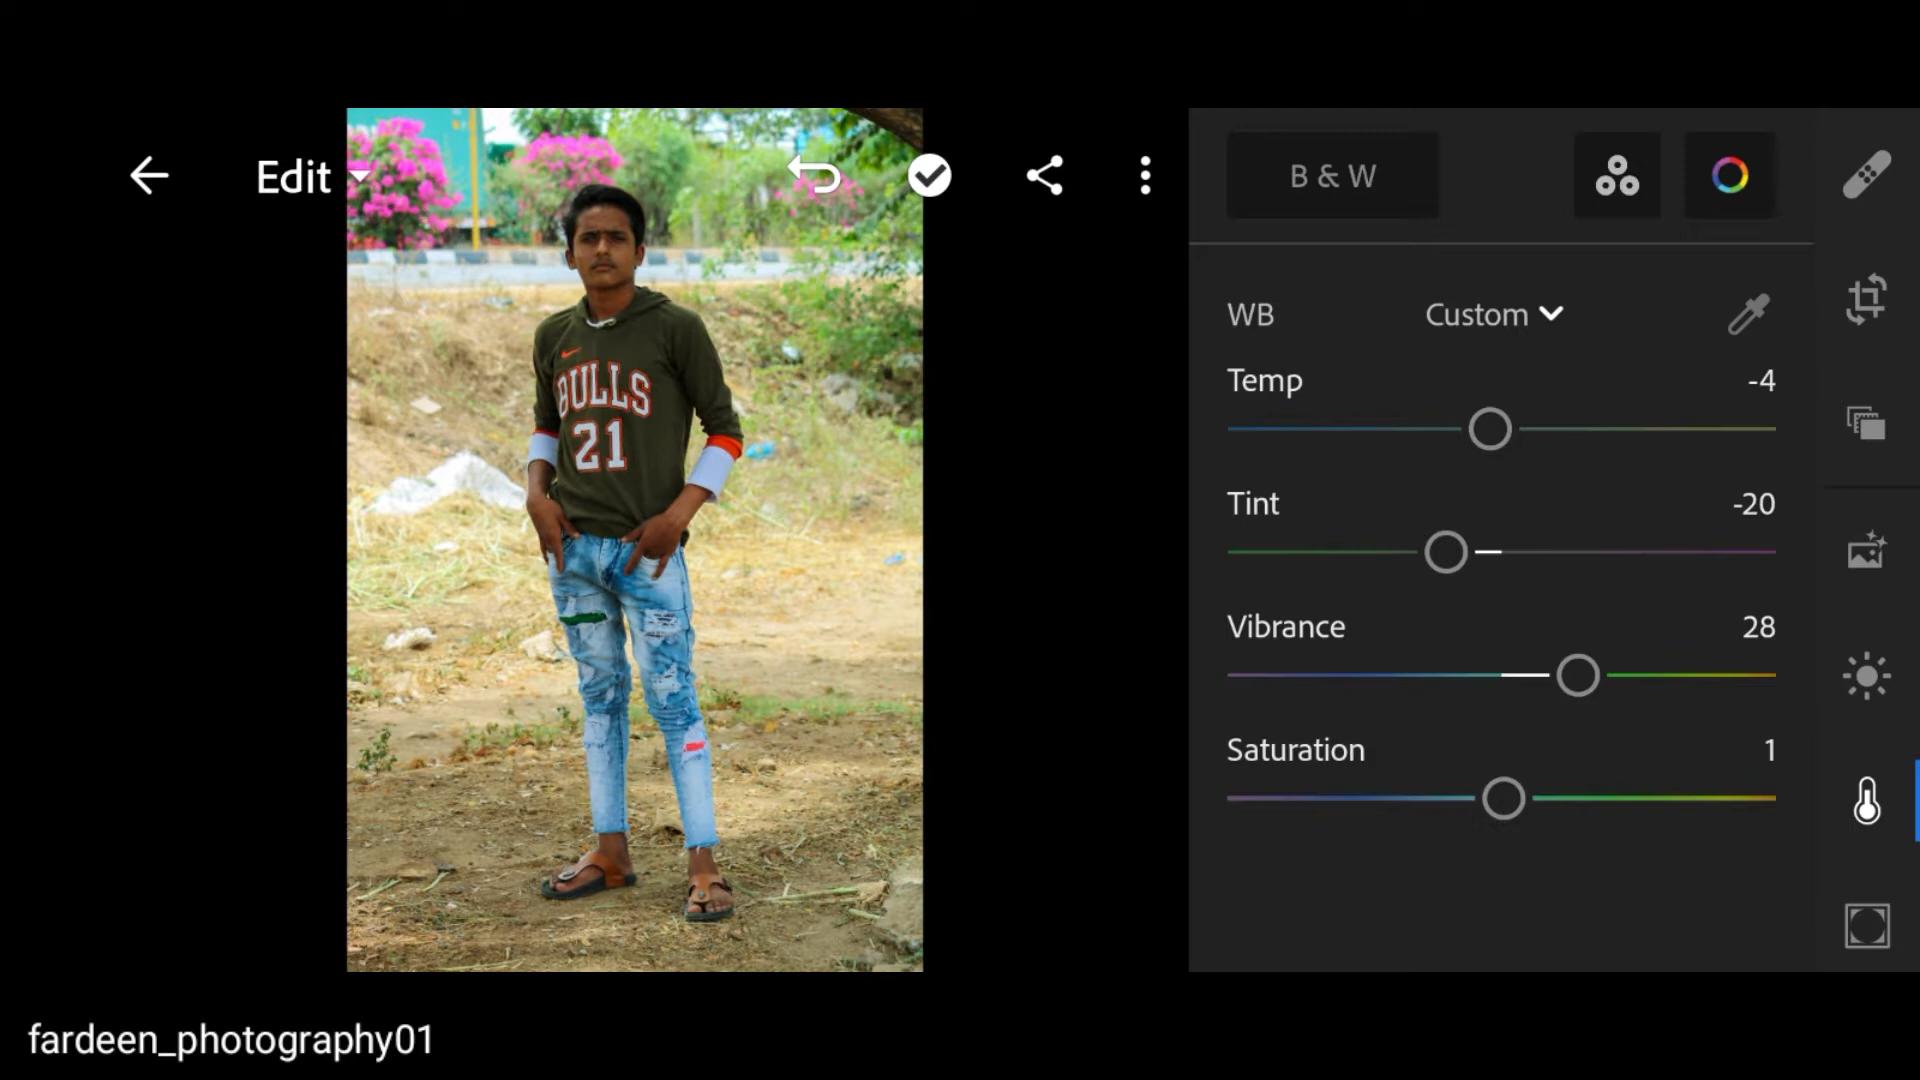 Edit
BULLS
21
B & W
WB
Custom
Temp
-4
Tint
-20
Vibrance
28
Saturation
1
fardeen_photography01